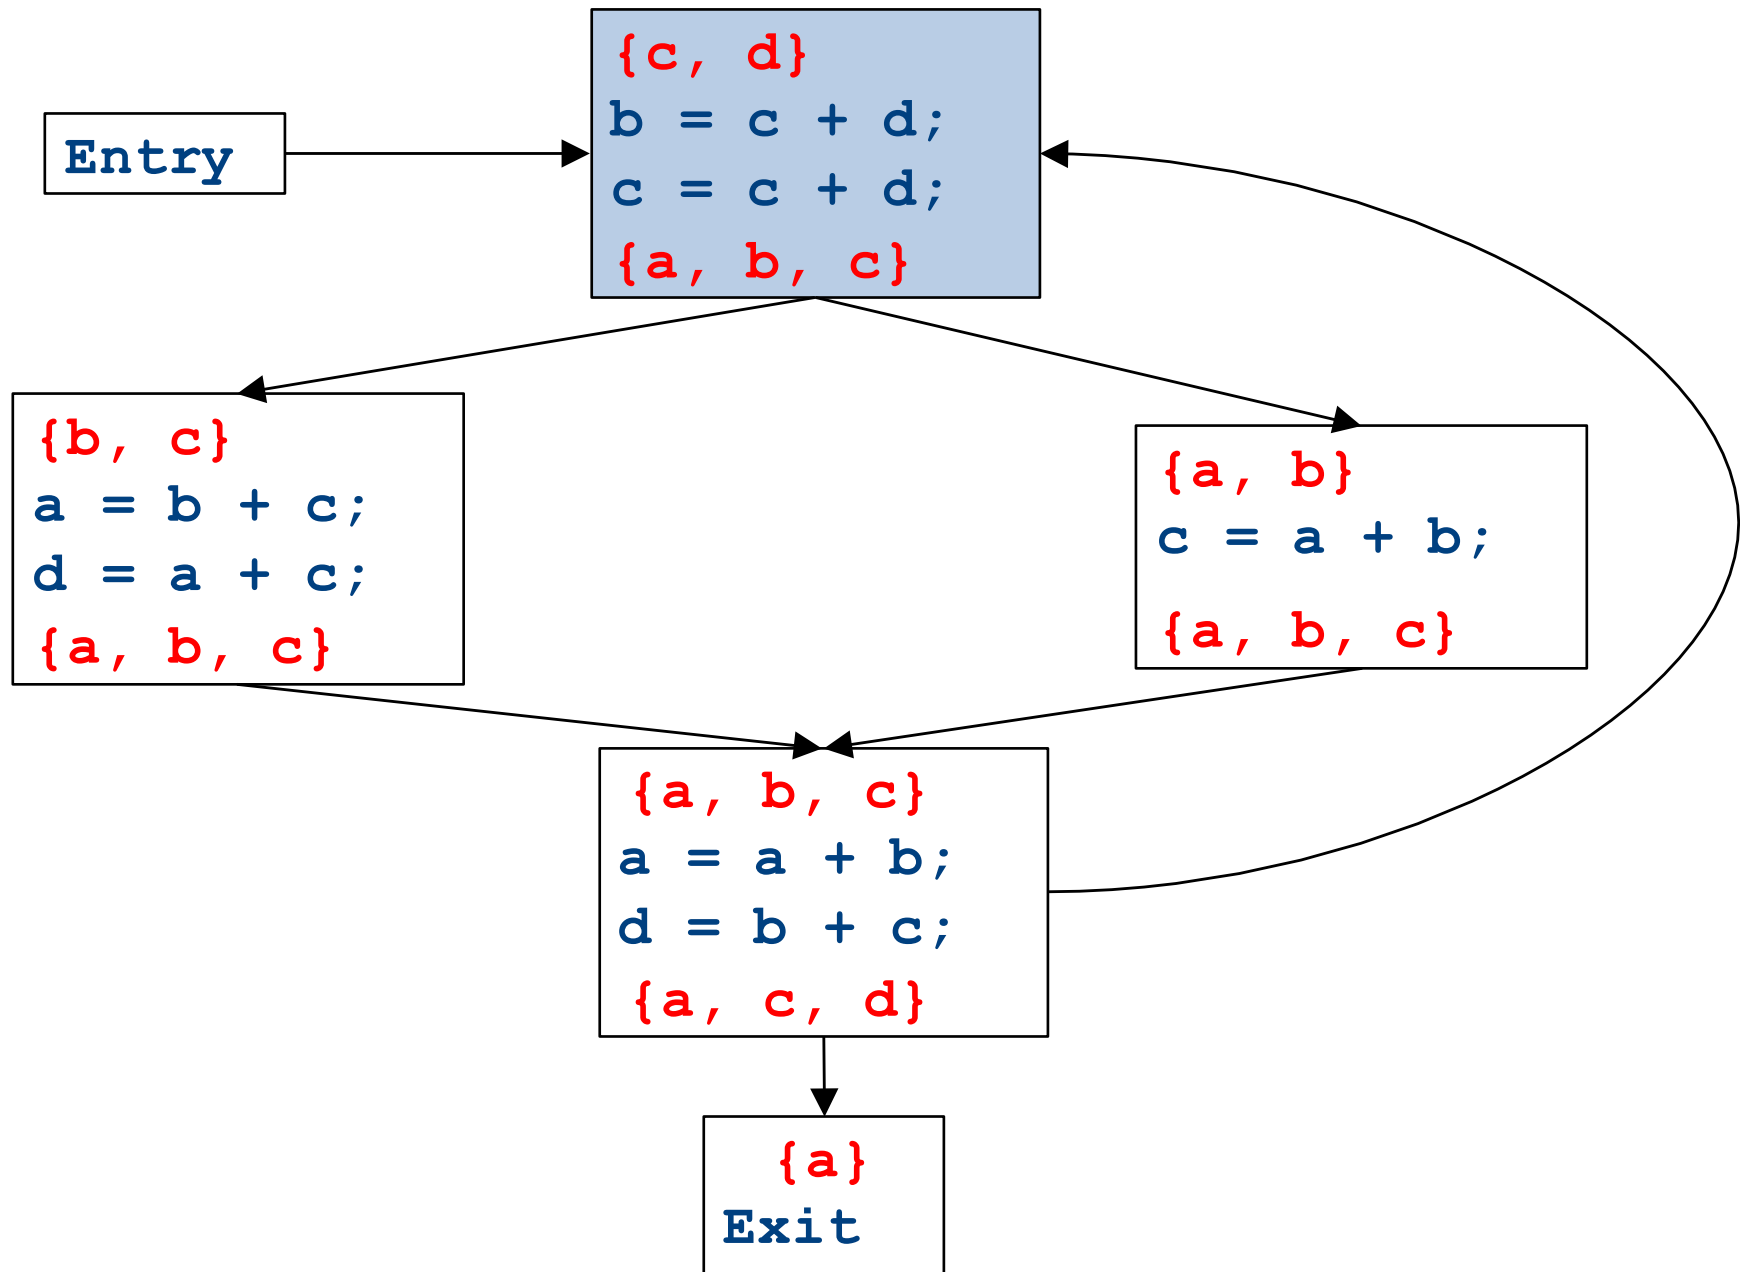 {c, d}
b = c + d;
c = c + d;
{a, b, c}
Entry
{b, c}
a = b + c;
d = a + c;
{a, b, c}
{a, b}
c = a + b;
{a, b, c}
{a, b, c}
a = a + b;
d = b + c;
{a, c, d}
{a}
Exit